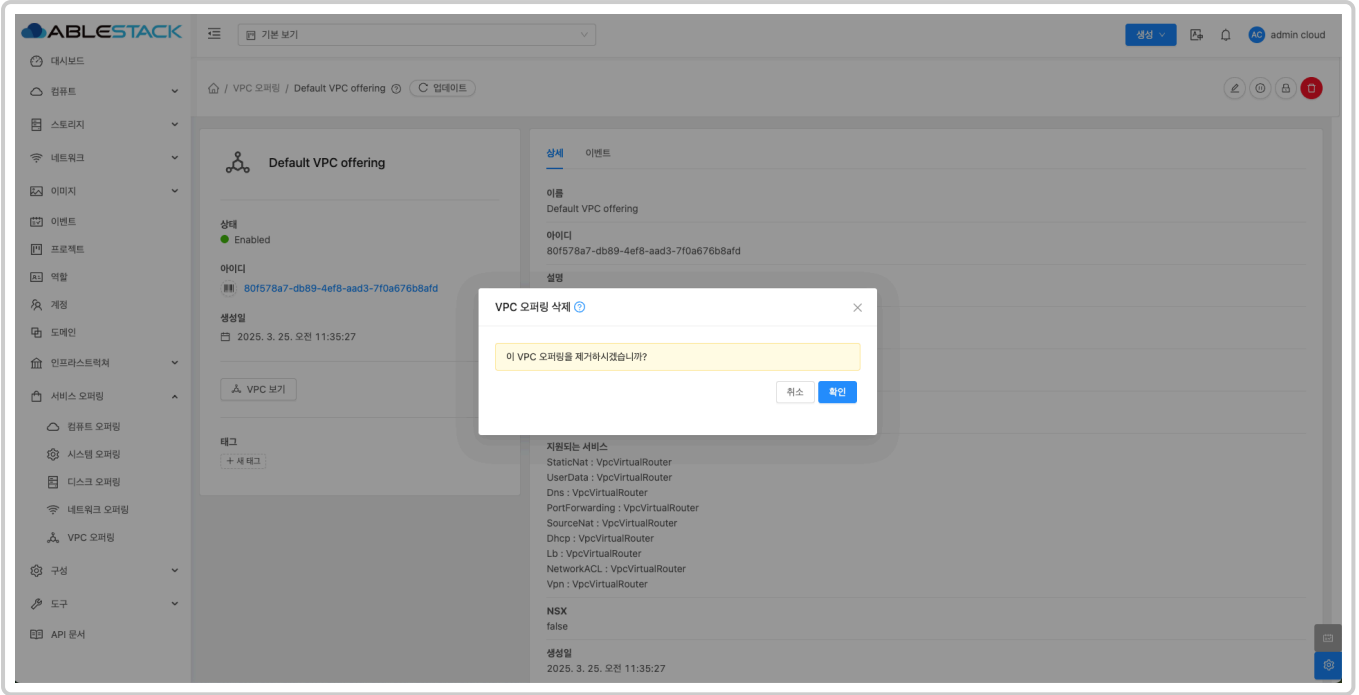 ABLESTACK
기본 보기
생성
AC
admin cloud
대시보드
컴퓨트
스토리지
네트워크
이미지
이벤트
프로젝트
역할
계정
도메인
인프라스트럭쳐
서비스 오퍼링
컴퓨트 오퍼링
시스템 오퍼링
디스크 오퍼링
네트워크 오퍼링
VPC 오퍼링
구성
도구
API 문서
/ VPC 오퍼링 / Default VPC offering
업데이트
Default VPC offering
상태
Enabled
아이디
80f578a7-db89-4ef8-aad3-7f0a676b8afd
생성일
2025. 3. 25. 오전 11:35:27
VPC 보기
태그
+ 새 태그
상세 이벤트
이름
Default VPC offering
아이디
80f578a7-db89-4ef8-aad3-7f0a676b8afd
설명
VPC 오퍼링 삭제
이 VPC 오퍼링을 제거하시겠습니까?
취소 확인
지원되는 서비스
StaticNat : VpcVirtualRouter
UserData : VpcVirtualRouter
Dns : VpcVirtualRouter
PortForwarding : VpcVirtualRouter
SourceNat : VpcVirtualRouter
Dhcp : VpcVirtualRouter
Lb : VpcVirtualRouter
NetworkACL : VpcVirtualRouter
Vpn : VpcVirtualRouter
NSX
false
생성일
2025. 3. 25. 오전 11:35:27